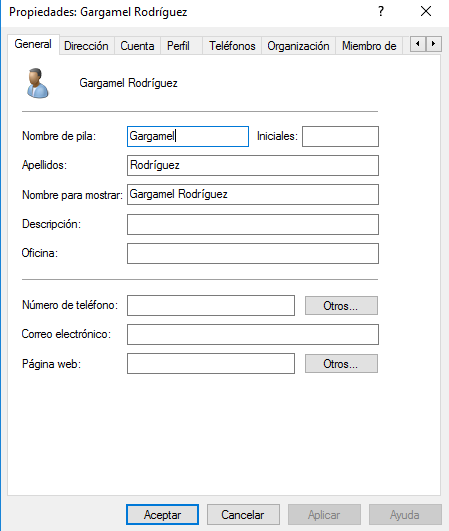 Propiedades: Gargamel Rodríguez ? ×
General Dirección Cuenta Perfil Teléfonos Organización Miembro de
Gargamel Rodríguez
Nombre de pila: Gargamel Iniciales:
Apellidos: Rodríguez
Nombre para mostrar: Gargamel Rodríguez
Descripción:
Oficina:
Número de teléfono: Otros...
Correo electrónico:
Página web: Otros...
Aceptar Cancelar Aplicar Ayuda